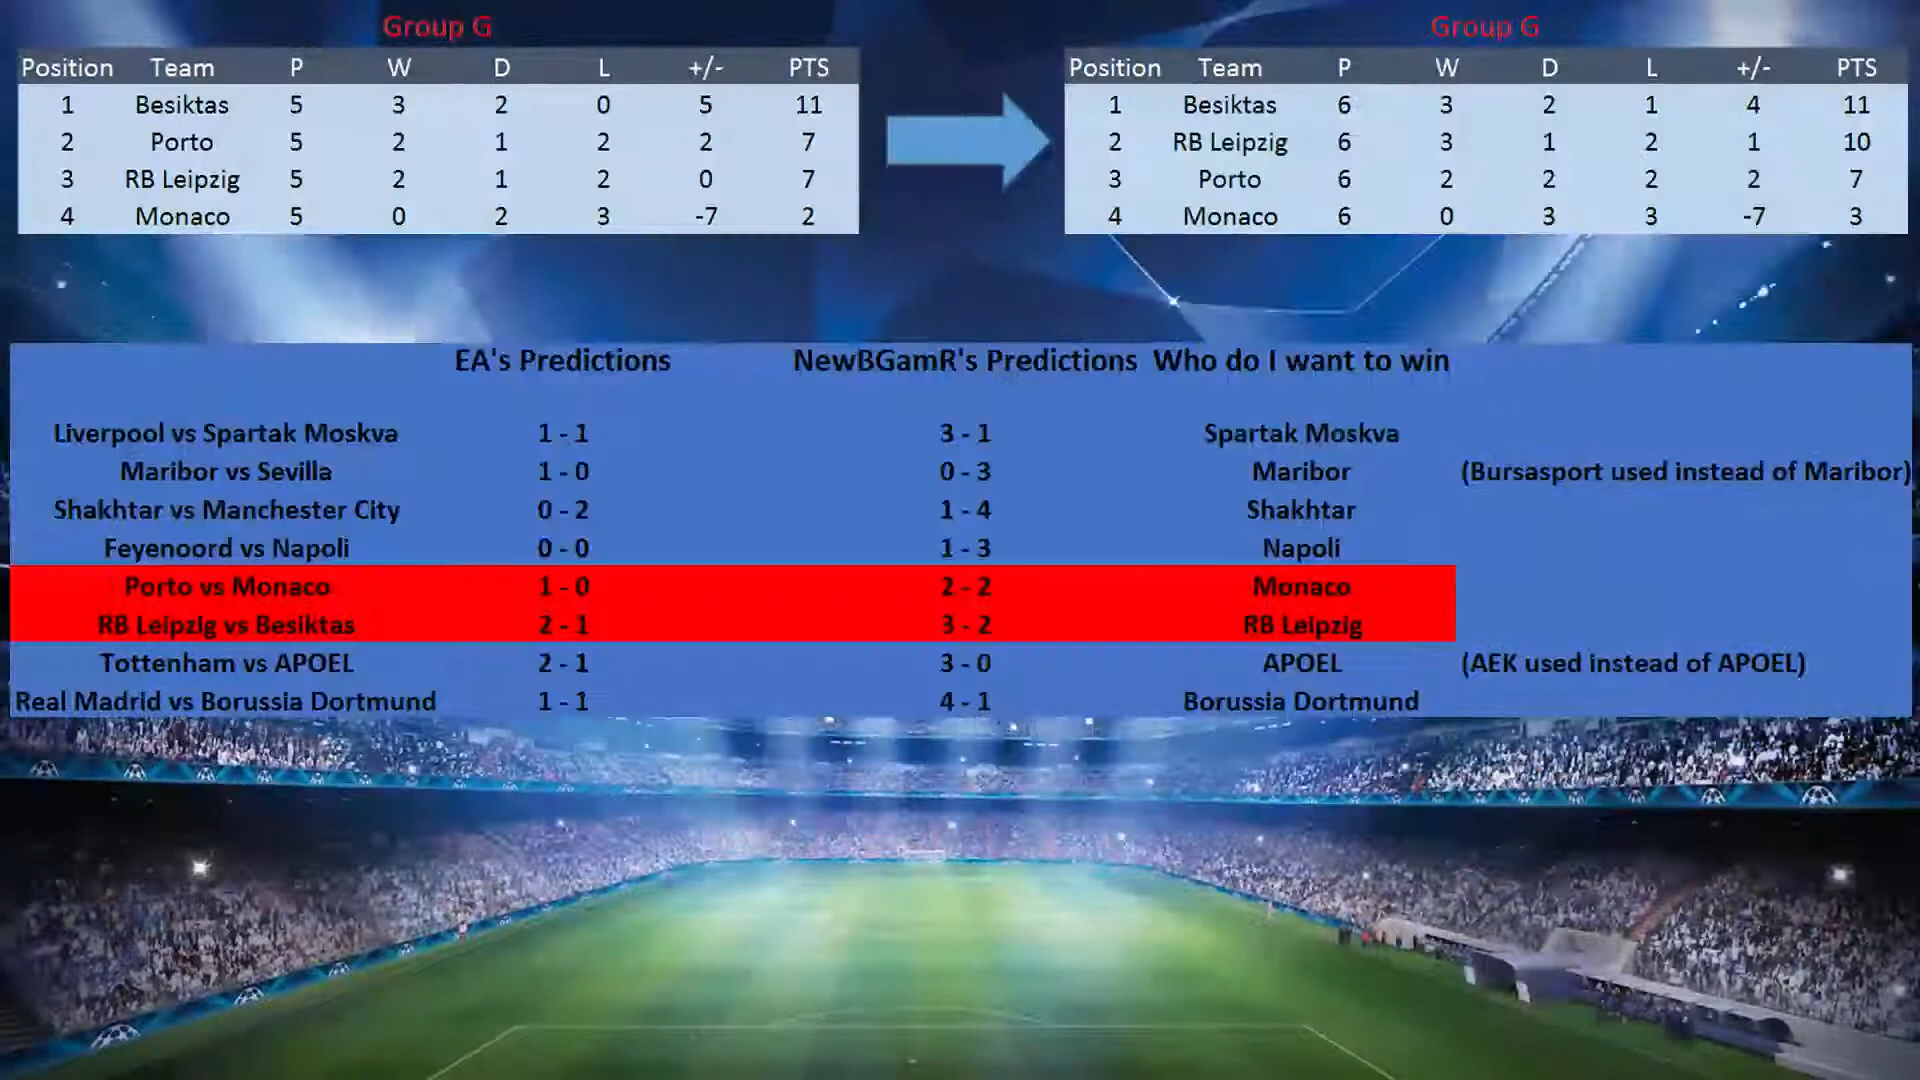 Group G
Position Team P W D L +/- PTS
1 Besiktas 5 3 2 0 5 11
2 Porto 5 2 1 2 2 7
3 RB Leipzig 5 2 1 2 0 7
4 Monaco 5 0 2 3 -7 2
Group G
Position Team P W D L +/- PTS
1 Besiktas 6 3 2 1 4 11
2 RB Leipzig 6 3 1 2 1 10
3 Porto 6 2 2 2 2 7
4 Monaco 6 0 3 3 -7 3
EA's Predictions NewBGamR's Predictions Who do I want to win
Liverpool vs Spartak Moskva 1 - 1 3 - 1 Spartak Moskva
Maribor vs Sevilla 1 - 0 0 - 3 Maribor (Bursasport used instead of Maribor)
Shakhtar vs Manchester City 0 - 2 1 - 4 Shakhtar
Feyenoord vs Napoli 0 - 0 1 - 3 Napoli
Porto vs Monaco 1 - 0 2 - 2 Monaco
RB Leipzig vs Besiktas 2 - 1 3 - 2 RB Leipzig
Tottenham vs APOEL 2 - 1 3 - 0 APOEL (AEK used instead of APOEL)
Real Madrid vs Borussia Dortmund 1 - 1 4 - 1 Borussia Dortmund